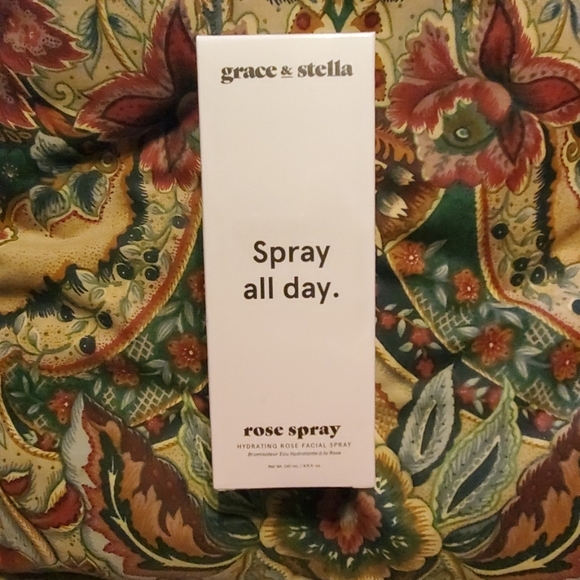 grace & stella
Spray
all day.
rose spray
HYDRATING ROSE FACIAL SPRAY
Brumisateur Eau Hydratante à la Rose